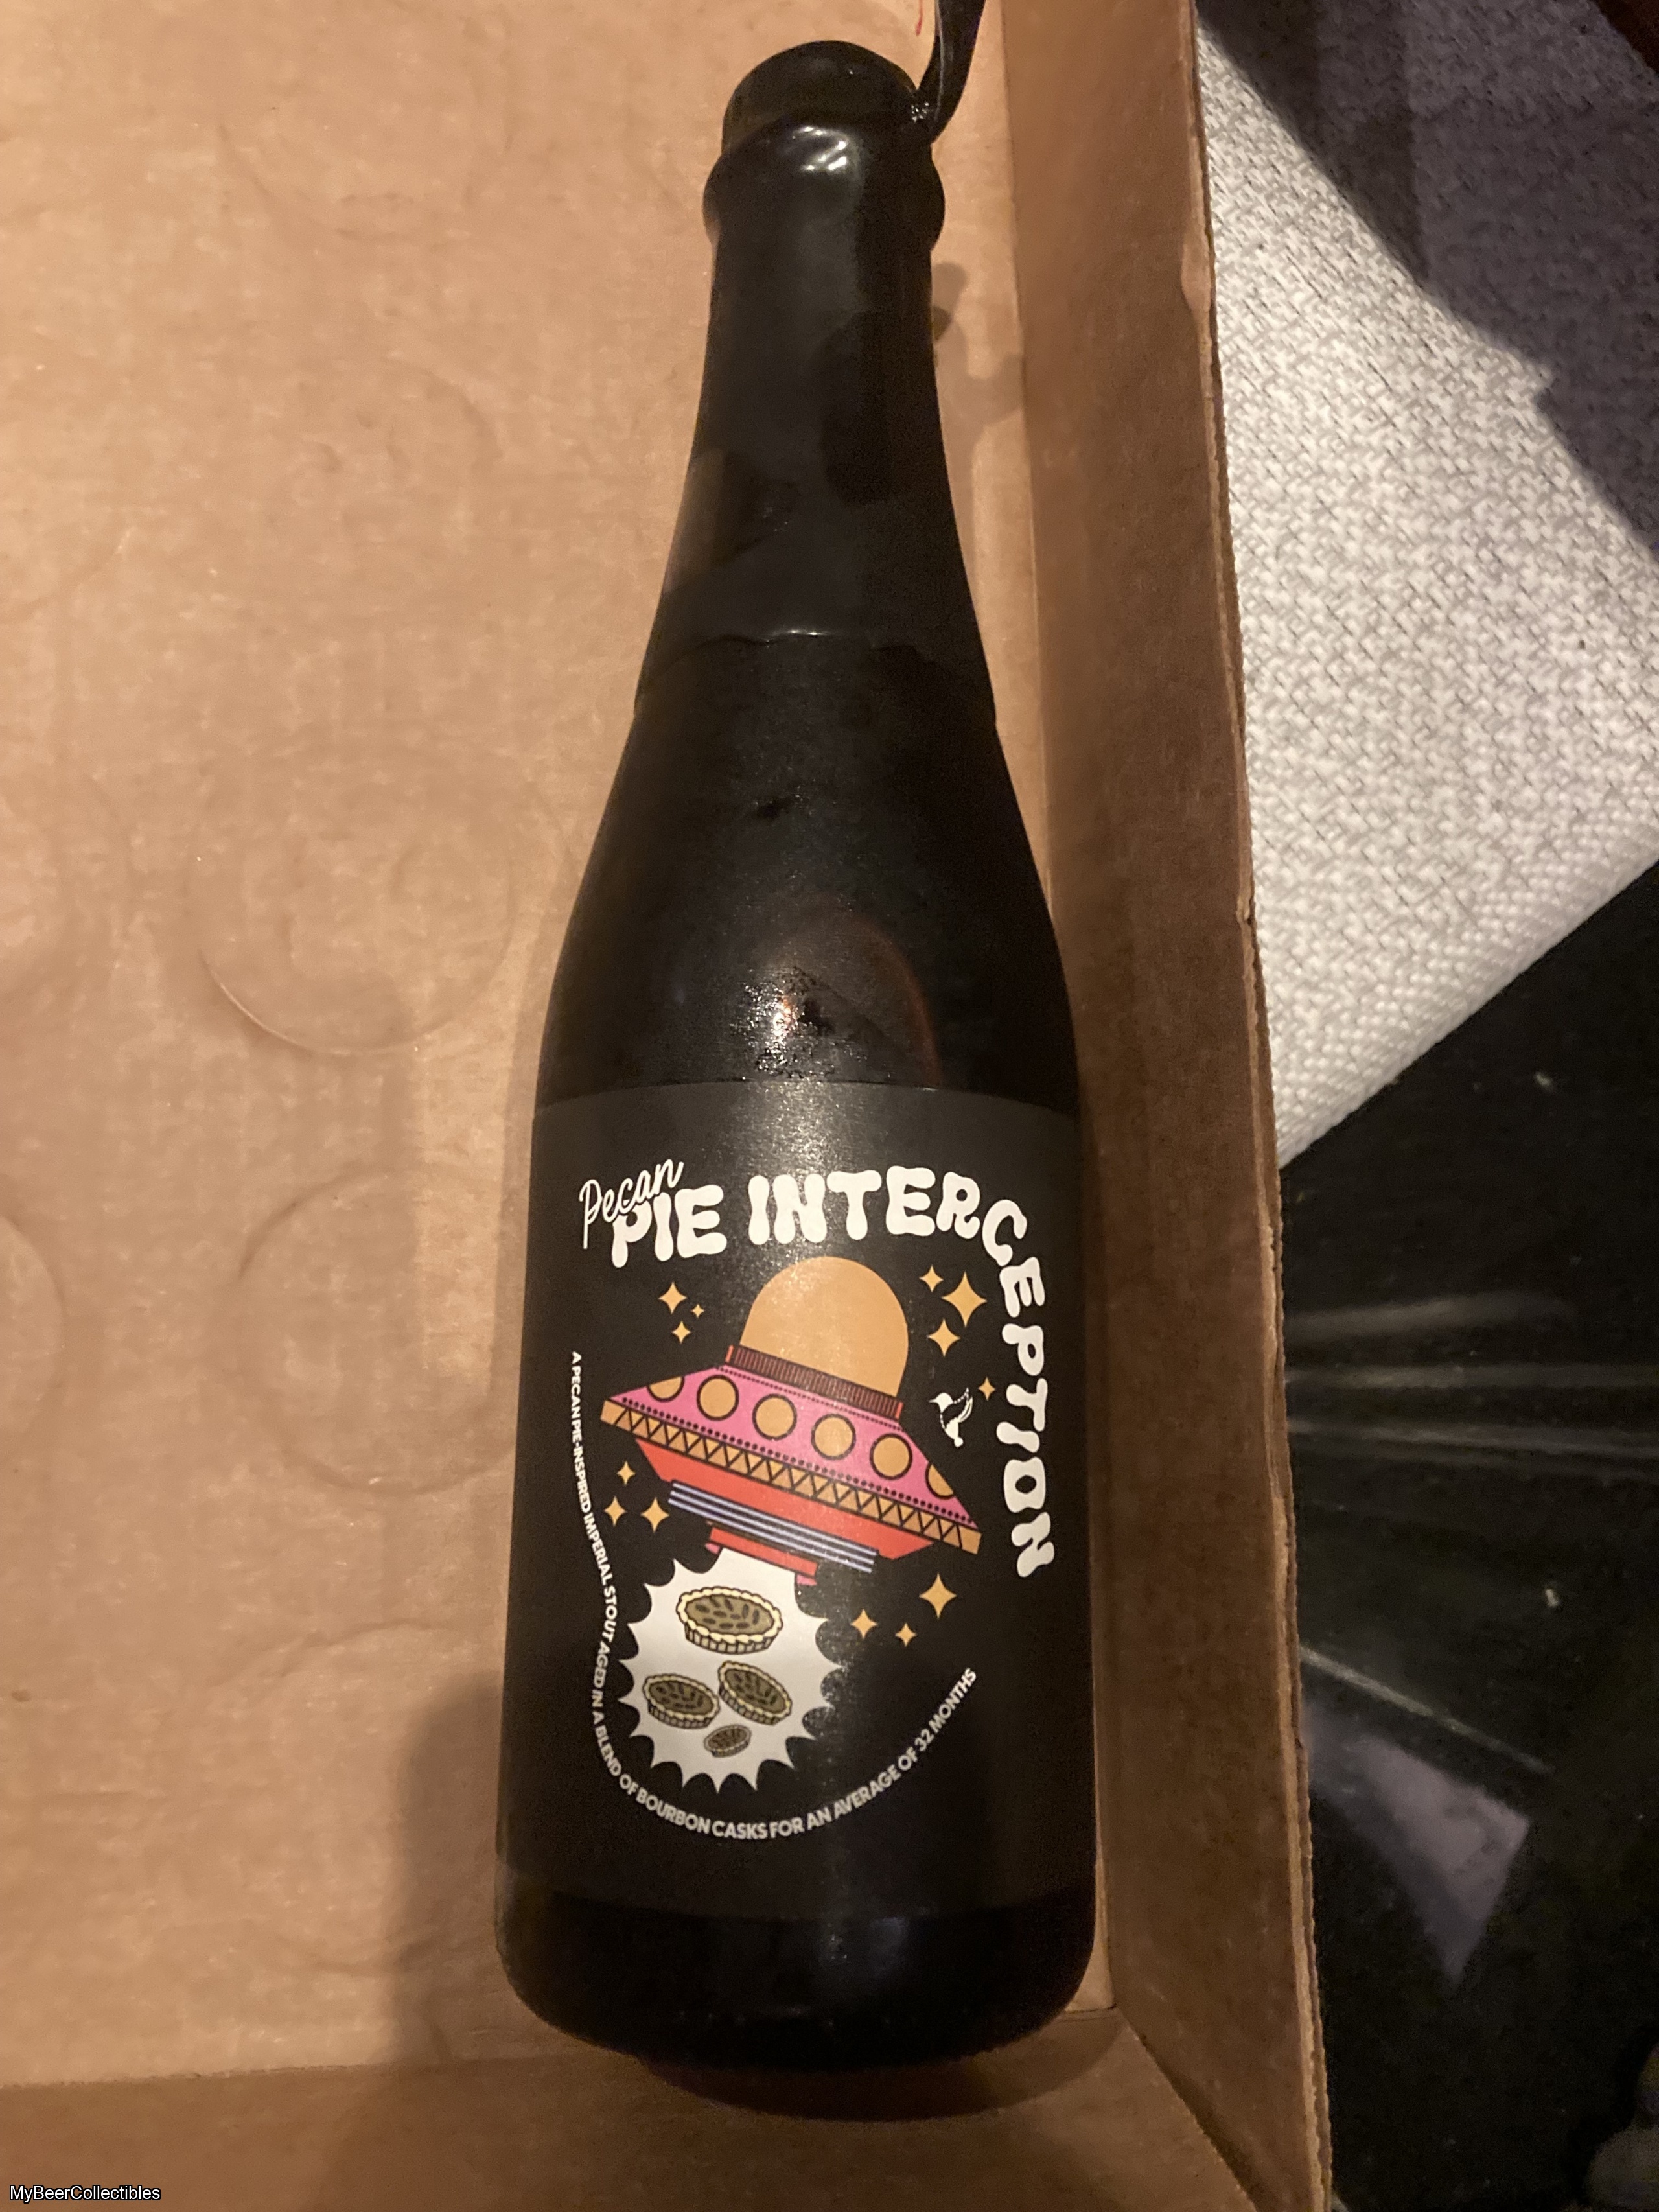 Pecan
PIE INTERCEPTION
A PECAN PIE-INSPIRED IMPERIAL STOUT AGED IN A BLEND OF BOURBON CASKS FOR AN AVERAGE OF 32 MONTHS
MyBeerCollectibles